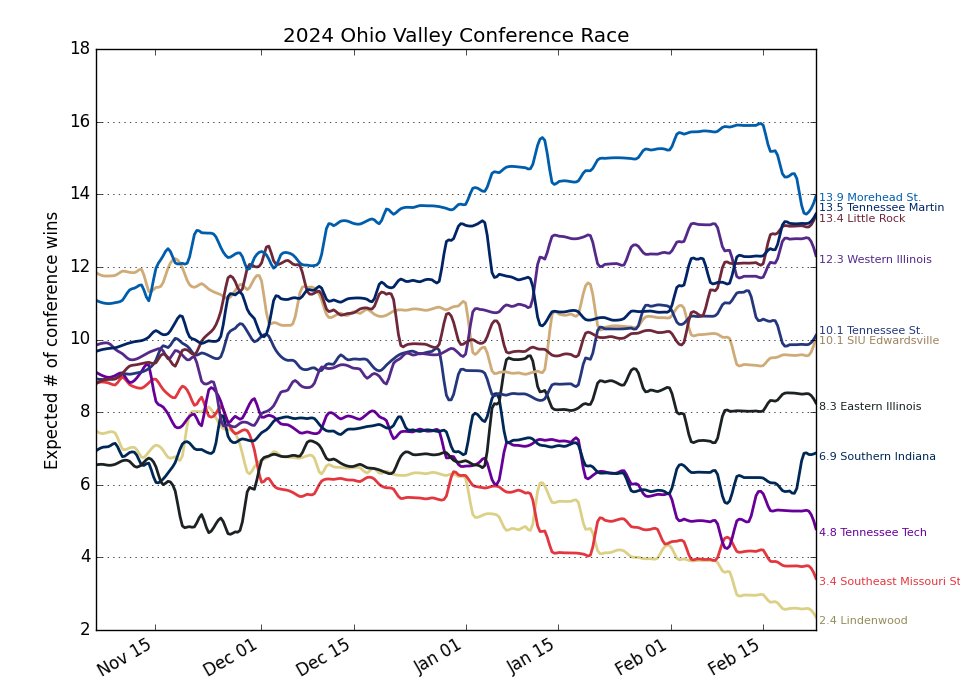 2024 Ohio Valley Conference Race
Expected # of conference wins
18
16
14
12
10
8
6
4
2
Nov 15
Dec 01
Dec 15
Jan 01
Jan 15
Feb 01
Feb 15
13.9 Morehead St.
13.5 Tennessee Martin
13.4 Little Rock
12.3 Western Illinois
10.1 Tennessee St.
10.1 SIU Edwardsville
8.3 Eastern Illinois
6.9 Southern Indiana
4.8 Tennessee Tech
3.4 Southeast Missouri St
2.4 Lindenwood